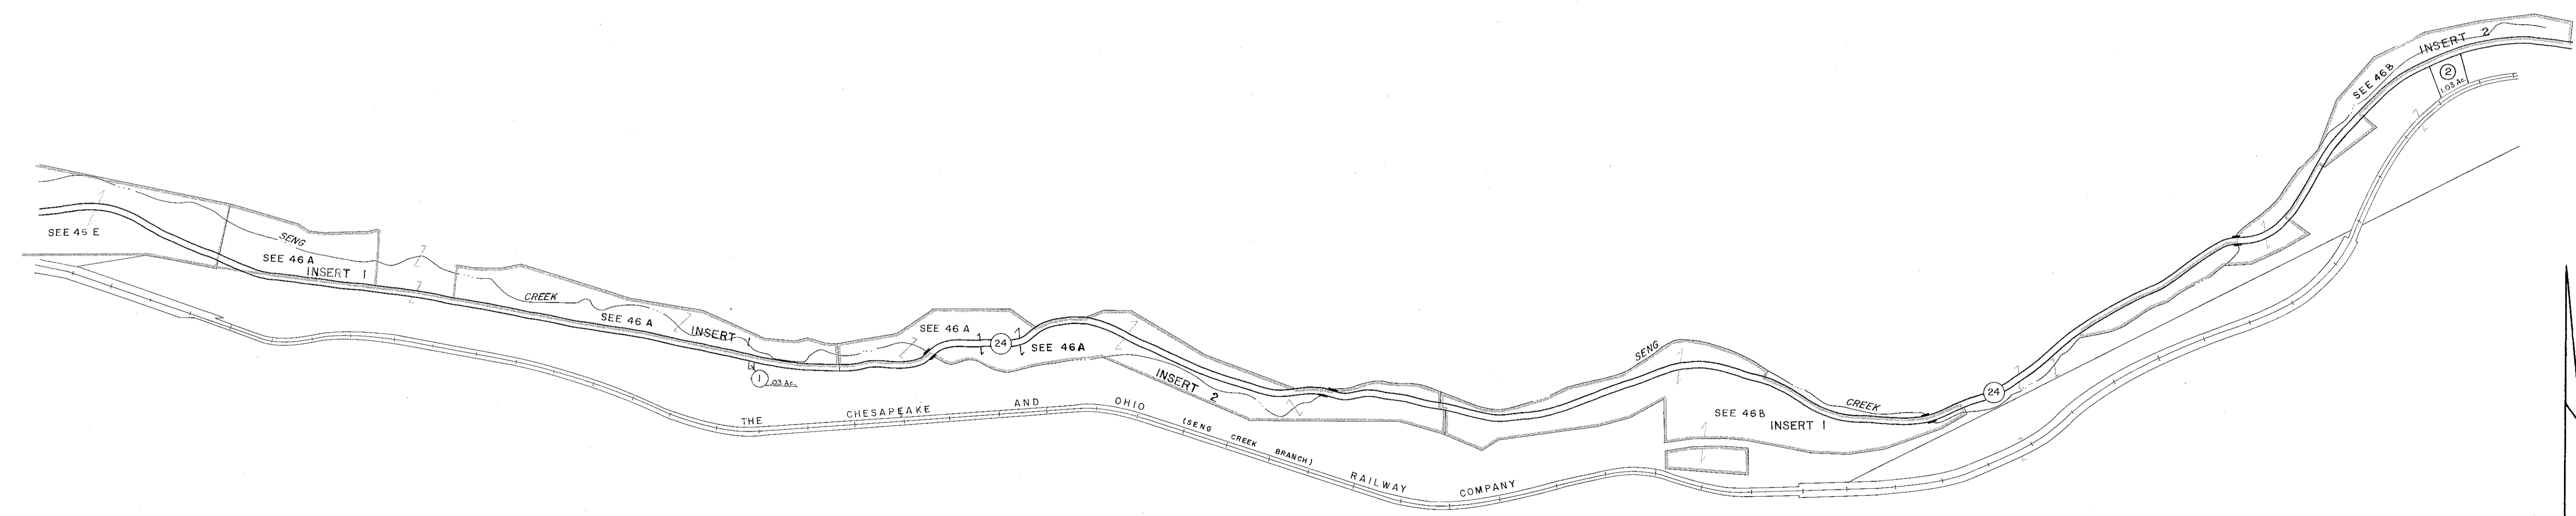 SEE 45 E
SENG
SEE 46 A
INSERT 1
CREEK
SEE 46 A
INSERT 1
1
.03 Ac.
SEE 46 A
24
SEE 46A
INSERT 2
THE CHESAPEAKE AND OHIO
(SENG CREEK BRANCH)
RAILWAY COMPANY
SENG
CREEK
SEE 46B
INSERT 1
24
SEE 46B
INSERT 2
2
1.03 Ac.